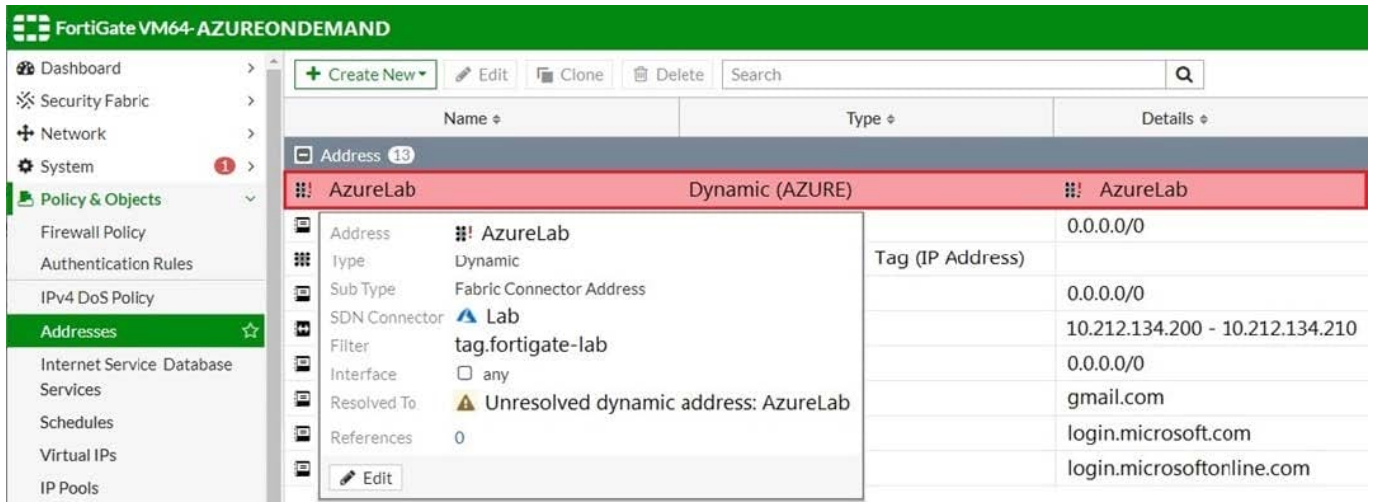 FortiGate VM64-AZUREONDEMAND
Dashboard
Security Fabric
Network
System 1
Policy & Objects
Firewall Policy
Authentication Rules
IPv4 DoS Policy
Addresses
Internet Service Database
Services
Schedules
Virtual IPs
IP Pools
+ Create New Edit Clone Delete Search
Name Type Details
Address 13
AzureLab Dynamic (AZURE) AzureLab
0.0.0.0/0
Tag (IP Address)
0.0.0.0/0
10.212.134.200 - 10.212.134.210
0.0.0.0/0
gmail.com
login.microsoft.com
login.microsoftonline.com
Address AzureLab
Type Dynamic
Sub Type Fabric Connector Address
SDN Connector Lab
Filter tag.fortigate-lab
Interface any
Resolved To Unresolved dynamic address: AzureLab
References 0
Edit